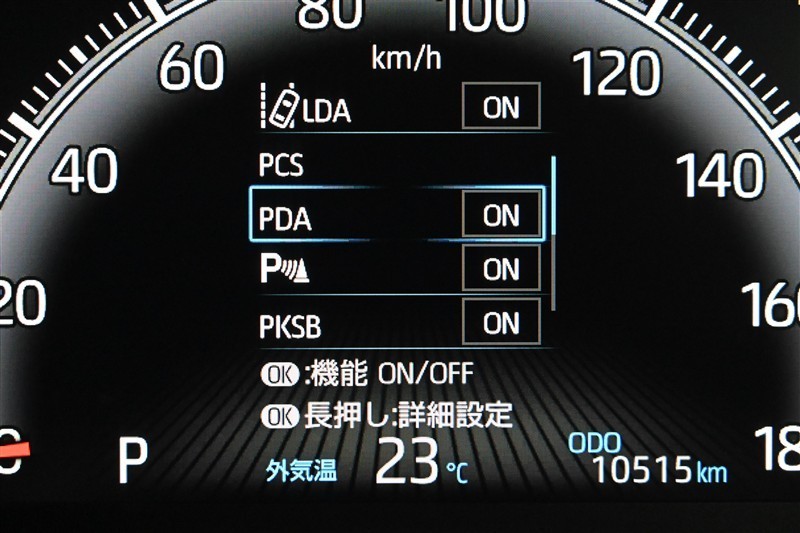 80 100
60 km/h 120
LDA ON
40 PCS 140
PDA ON
P ON
20 160
PKSB ON
OK:機能 ON/OFF
OK長押し:詳細設定
P 外気温 23℃ ODO 10515km